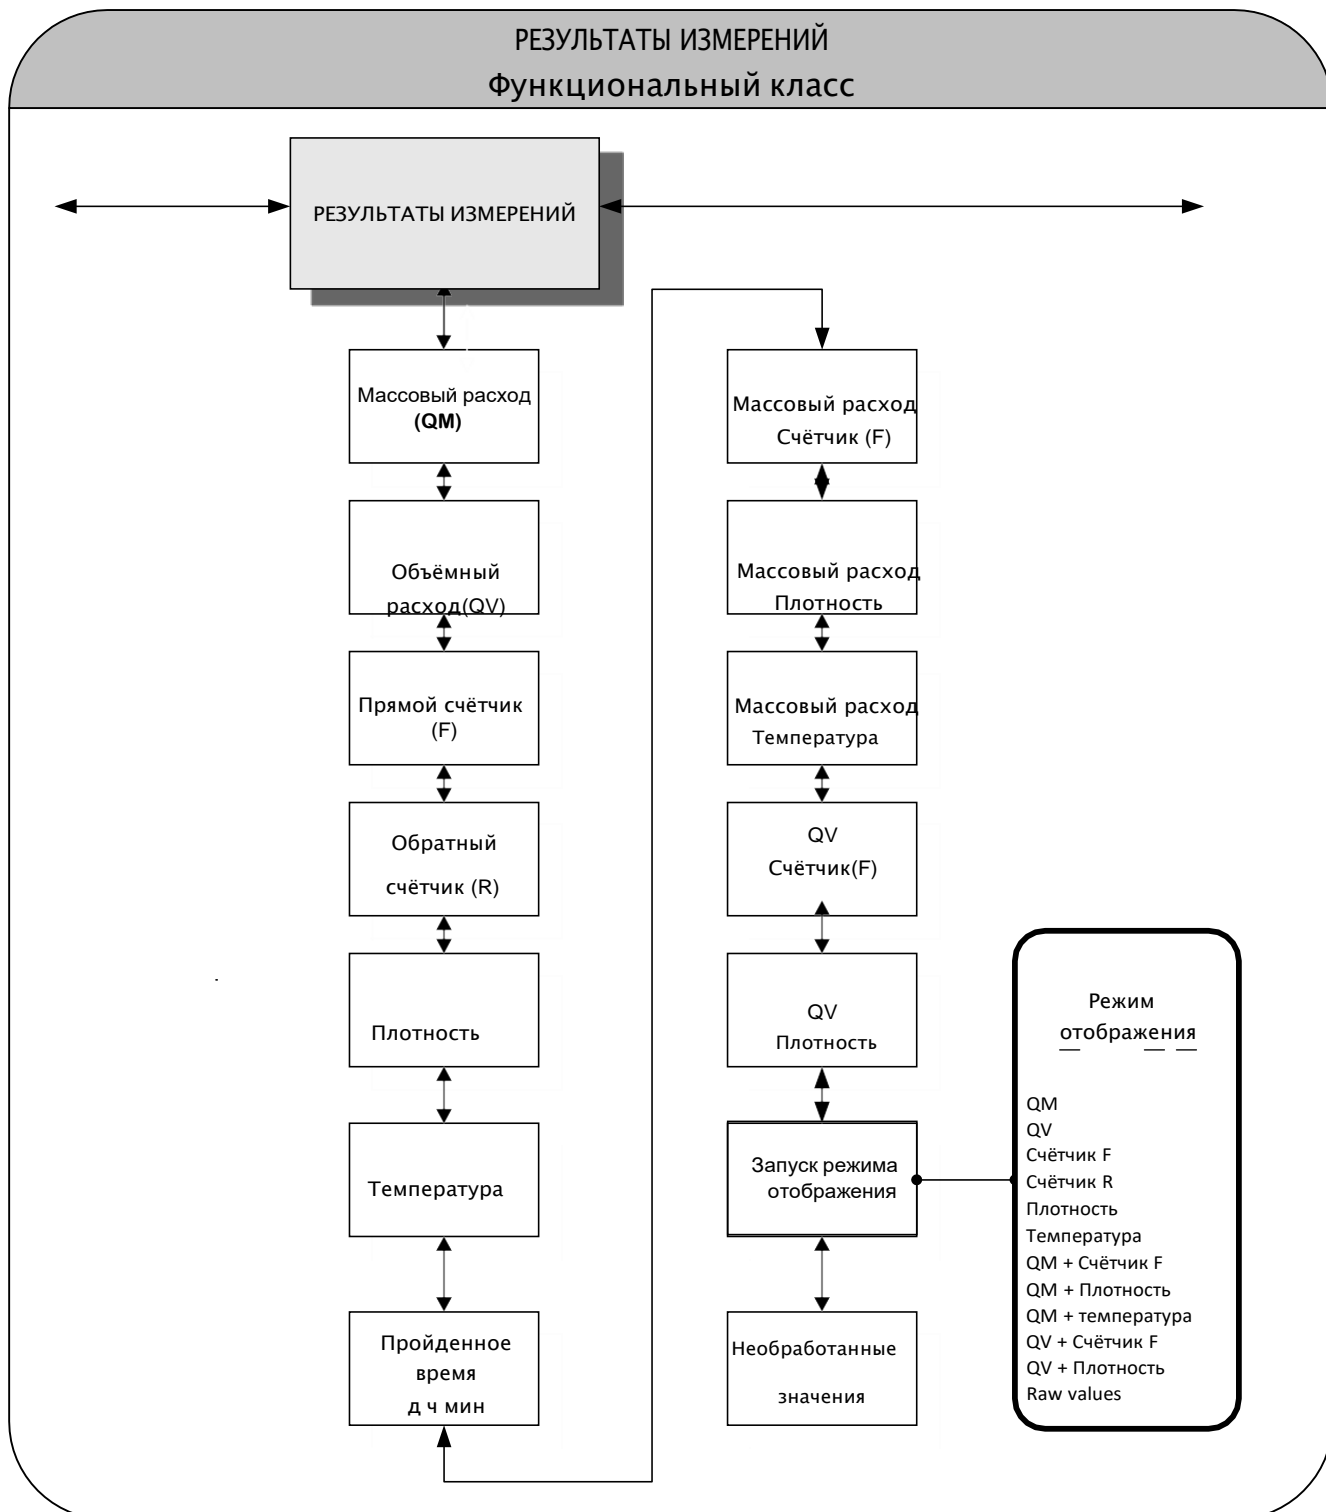 РЕЗУЛЬТАТЫ ИЗМЕРЕНИЙ
Функциональный класс
РЕЗУЛЬТАТЫ ИЗМЕРЕНИЙ
Массовый расход
(QM)
Объёмный
расход(QV)
Прямой счётчик
(F)
Обратный
счётчик (R)
Плотность
Температура
Пройденное
время
д ч мин
Массовый расход
Счётчик (F)
Массовый расход
Плотность
Массовый расход
Температура
QV
Счётчик(F)
QV
Плотность
Запуск режима
отображения
Необработанные
значения
Режим
отображения
QM
QV
Счётчик F
Счётчик R
Плотность
Температура
QM + Счётчик F
QM + Плотность
QM + температура
QV + Счётчик F
QV + Плотность
Raw values